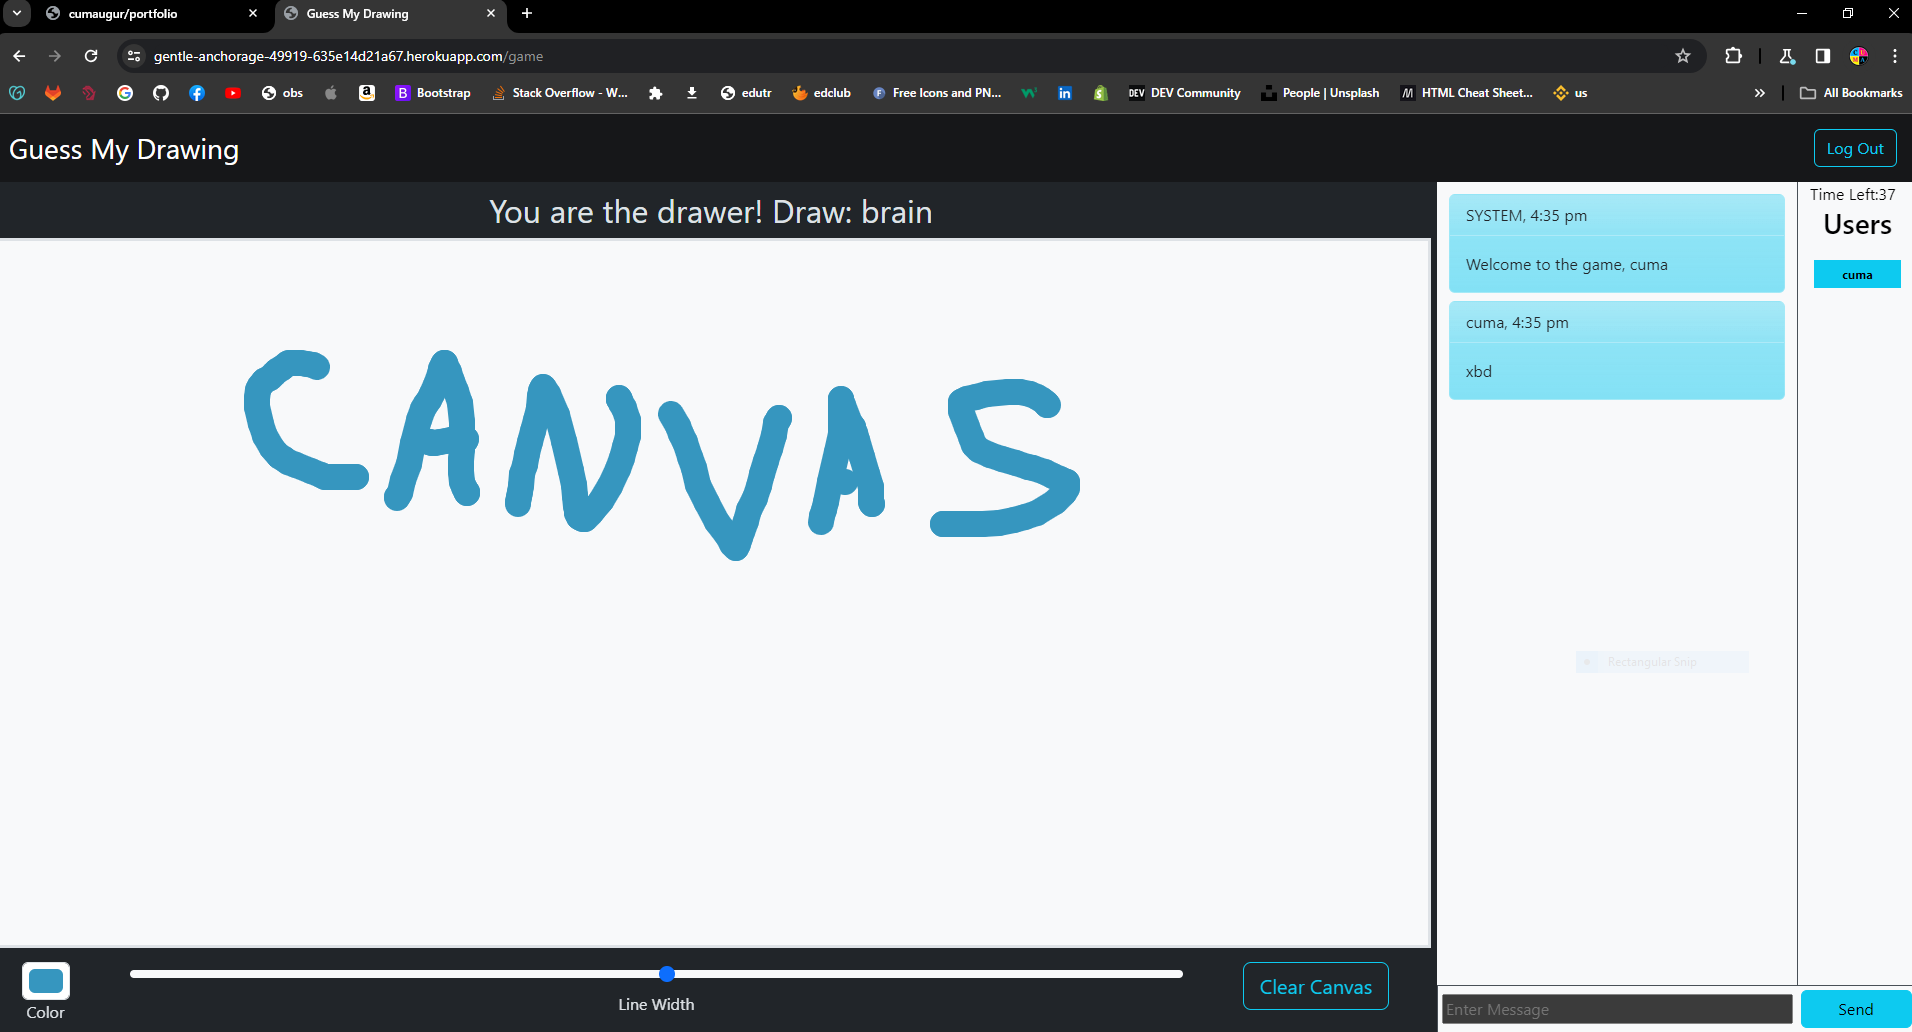 cumaugur/portfolio
Guess My Drawing
gentle-anchorage-49919-635e14d21a67.herokuapp.com/game
obs
Bootstrap
Stack Overflow - W...
edutr
edclub
Free Icons and PN...
DEV Community
People | Unsplash
HTML Cheat Sheet...
us
All Bookmarks
Guess My Drawing
Log Out
You are the drawer! Draw: brain
CANVAS
SYSTEM, 4:35 pm
Welcome to the game, cuma
cuma, 4:35 pm
xbd
Time Left:37
Users
cuma
Rectangular Snip
Color
Line Width
Clear Canvas
Enter Message
Send